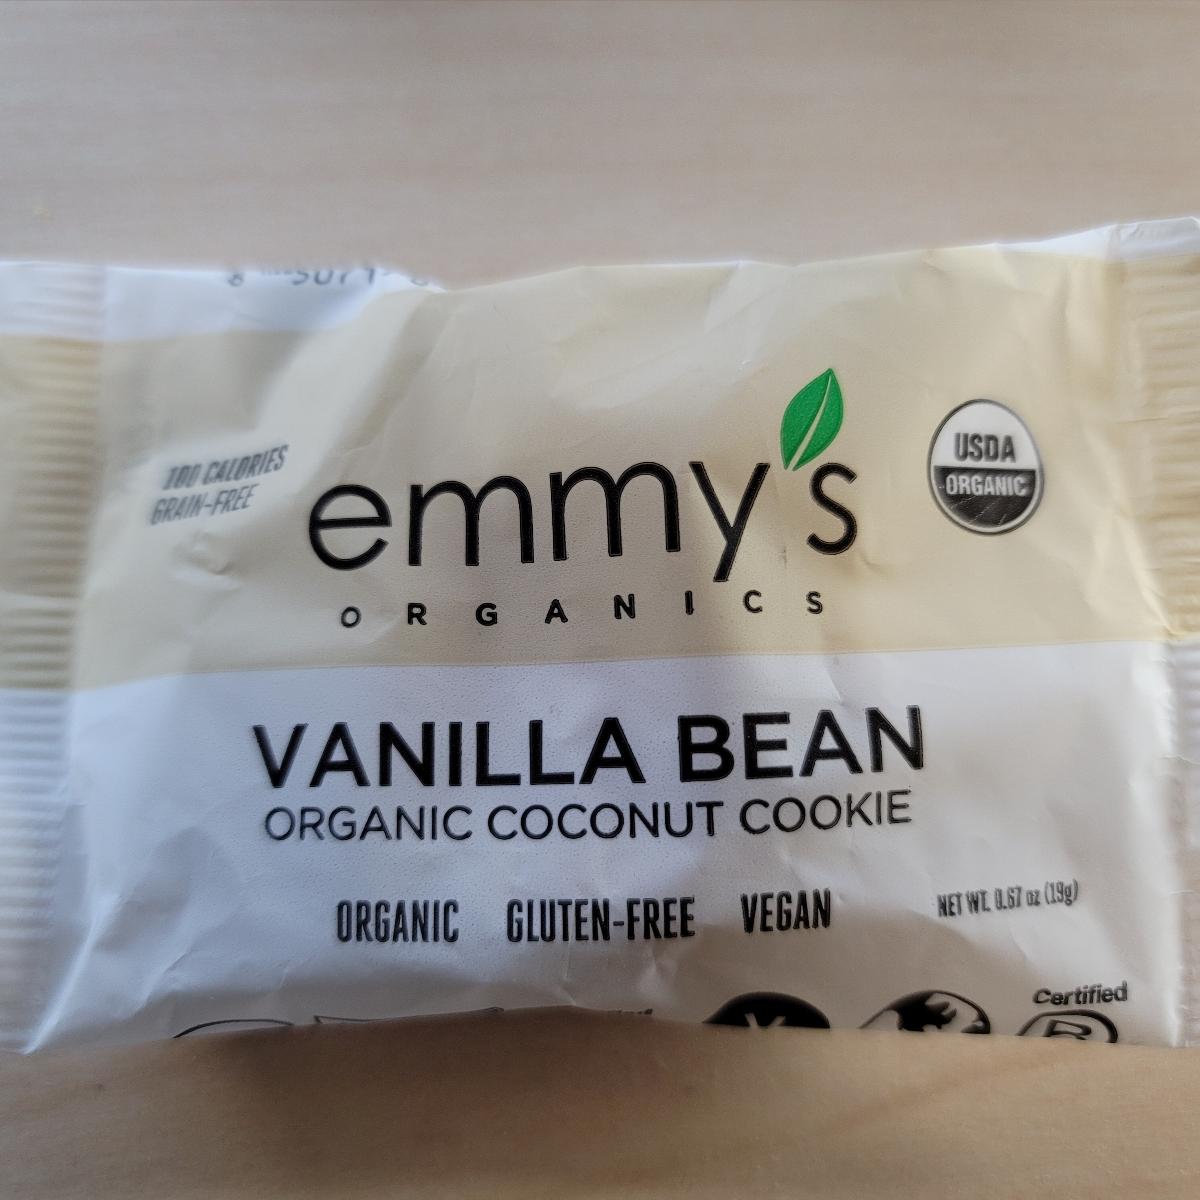 100 CALORIES
GRAIN-FREE
emmy's
ORGANICS
USDA
ORGANIC
VANILLA BEAN
ORGANIC COCONUT COOKIE
ORGANIC GLUTEN-FREE VEGAN
NET WT. 0.67 oz (19g)
Certified